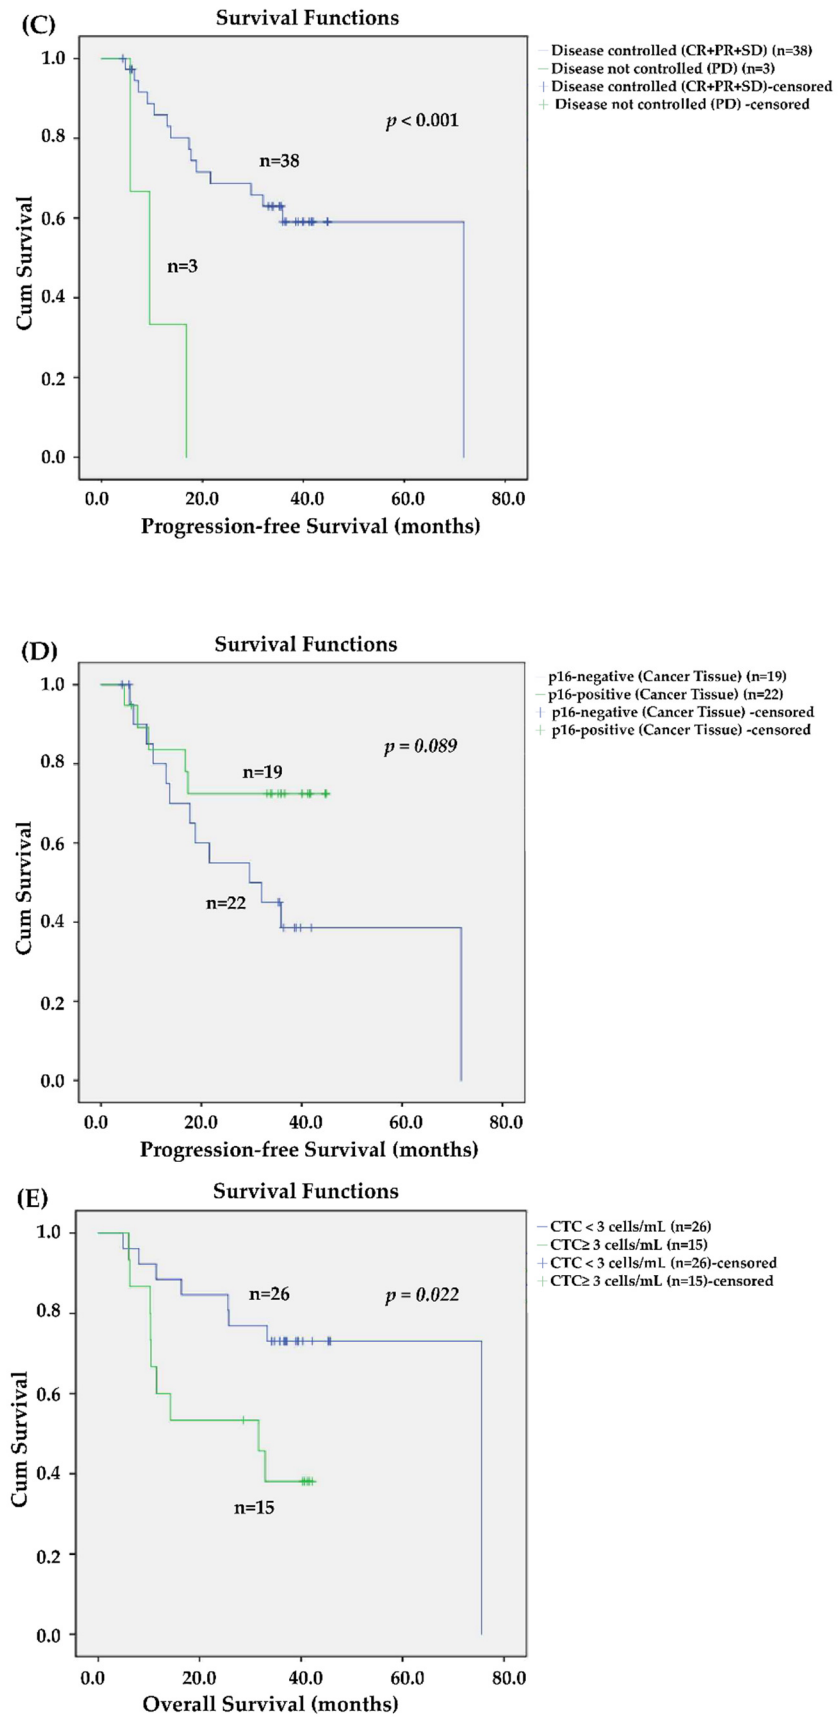 (C)
Survival Functions
Disease controlled (CR+PR+SD) (n=38)
Disease not controlled (PD) (n=3)
Disease controlled (CR+PR+SD)-censored
Disease not controlled (PD) -censored
1.0
p < 0.001
0.8
n=38
Cum Survival
0.6
n=3
0.4
0.2
0.0
0.0 20.0 40.0 60.0 80.0
Progression-free Survival (months)
(D)
Survival Functions
p16-negative (Cancer Tissue) (n=19)
p16-positive (Cancer Tissue) (n=22)
p16-negative (Cancer Tissue) -censored
p16-positive (Cancer Tissue) -censored
1.0
p = 0.089
n=19
0.8
Cum Survival
0.6
n=22
0.4
0.2
0.0
0.0 20.0 40.0 60.0 80.0
Progression-free Survival (months)
(E)
Survival Functions
CTC < 3 cells/mL (n=26)
CTC≥ 3 cells/mL (n=15)
CTC < 3 cells/mL (n=26)-censored
CTC≥ 3 cells/mL (n=15)-censored
1.0
n=26
p = 0.022
0.8
Cum Survival
0.6
0.4
n=15
0.2
0.0
0.0 20.0 40.0 60.0 80.0
Overall Survival (months)